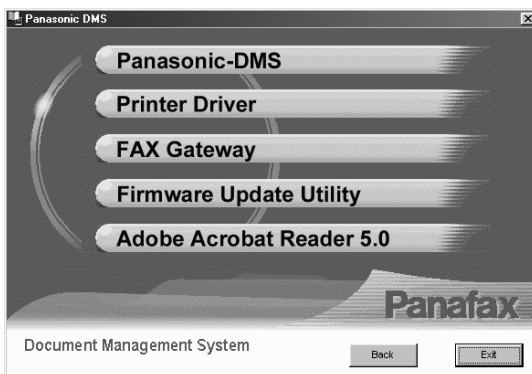 Panasonic DMS
Panasonic-DMS
Printer Driver
FAX Gateway
Firmware Update Utility
Adobe Acrobat Reader 5.0
Panafax
Document Management System
Back
Exit